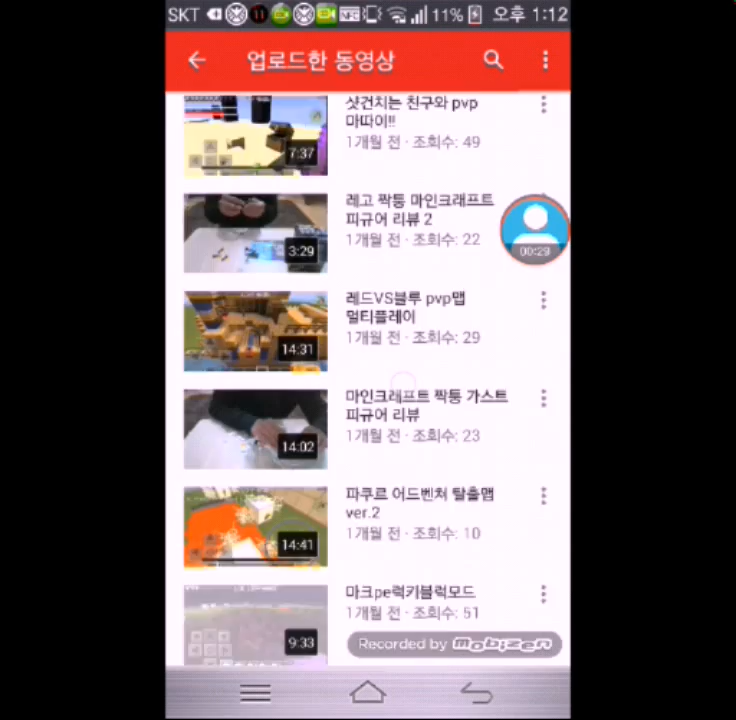 SKT 11 NFC 11% 오후 1:12
업로드한 동영상
샷건치는 친구와 pvp
마따이!!
1개월 전 · 조회수: 49
7:37
레고 짝퉁 마인크래프트
피규어 리뷰 2
1개월 전 · 조회수: 22
3:29
00:29
레드VS블루 pvp맵
멀티플레이
1개월 전 · 조회수: 29
14:31
마인크래프트 짝퉁 가스트
피규어 리뷰
1개월 전 · 조회수: 23
14:02
파쿠르 어드벤쳐 탈출맵
ver.2
1개월 전 · 조회수: 10
14:41
마크pe럭키블럭모드
1개월 전 · 조회수: 51
9:33
Recorded by mobizen